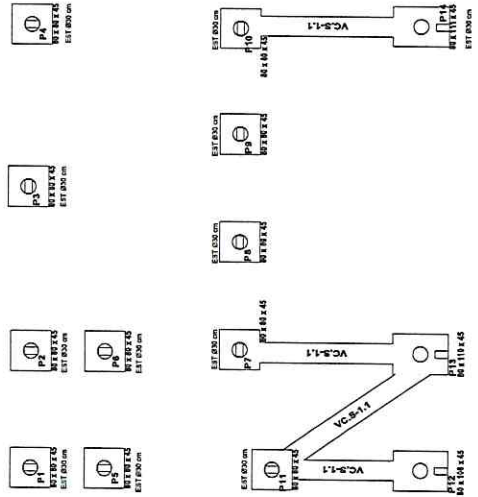 P4
80 x 80 x 45
EST Ø30 cm
EST Ø30 cm
P10
80 x 80 x 45
VC.S-1.1
P14
80 x 111 x 45
EST Ø30 cm
P3
80 x 80 x 45
EST Ø30 cm
EST Ø30 cm
P9
80 x 80 x 45
EST Ø30 cm
P8
80 x 80 x 45
P2
80 x 80 x 45
EST Ø30 cm
P6
80 x 80 x 45
EST Ø30 cm
EST Ø30 cm
P7
80 x 80 x 45
VC.S-1.1
P13
80 x 110 x 45
VC.S-1.1
P1
80 x 80 x 45
EST Ø30 cm
P5
80 x 80 x 45
EST Ø30 cm
EST Ø30 cm
P11
80 x 80 x 45
VC.S-1.1
P12